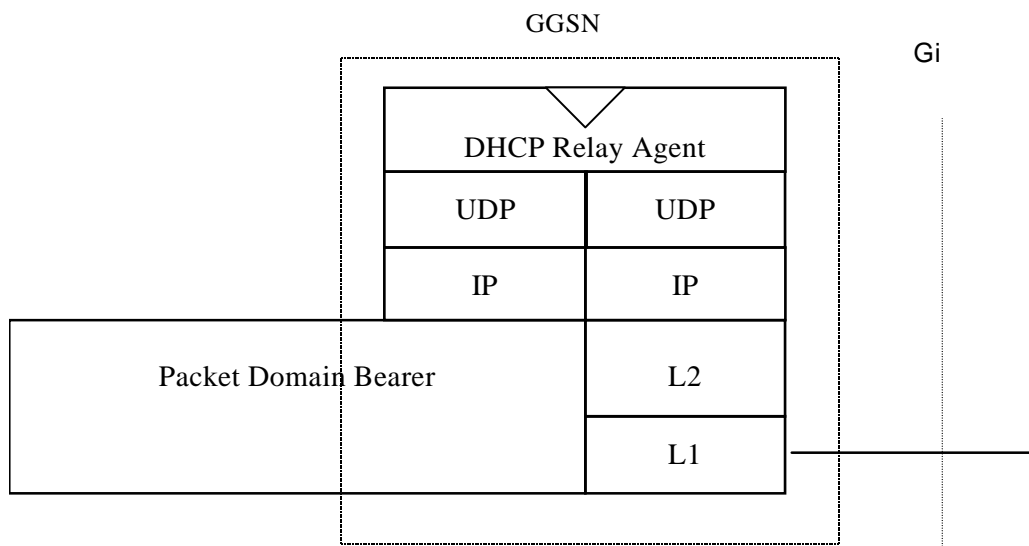 GGSN
Gi
DHCP Relay Agent
UDP
UDP
IP
IP
Packet Domain Bearer
L2
L1